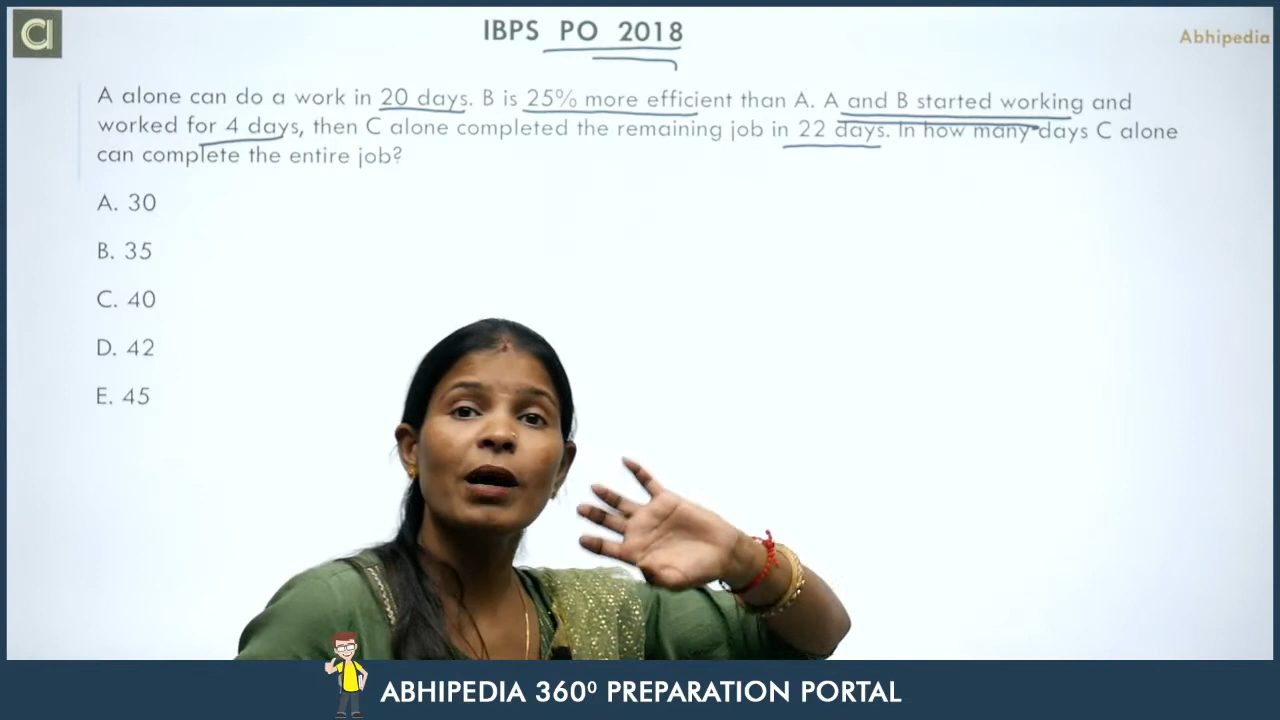 IBPS PO 2018
Abhipedia
A alone can do a work in 20 days. B is 25% more efficient than A. A and B started working and
worked for 4 days, then C alone completed the remaining job in 22 days. In how many days C alone
can complete the entire job?
A. 30
B. 35
C. 40
D. 42
E. 45
ABHIPEDIA 360⁰ PREPARATION PORTAL